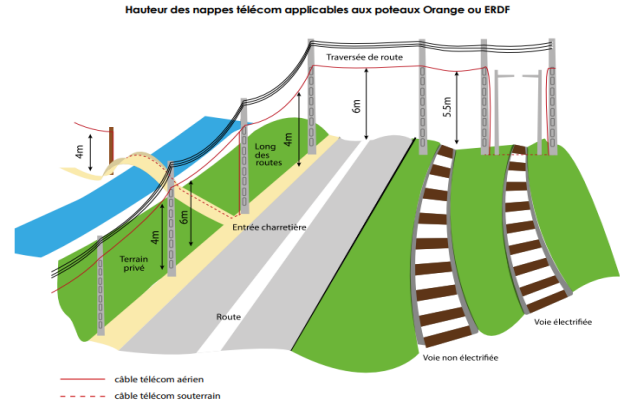 Hauteur des nappes télécom applicables aux poteaux Orange ou ERDF
Traversée de route
6m
5.5m
4m
Long
des
routes
4m
6m
4m
Terrain
privé
Entrée charretière
Route
Voie électrifiée
Voie non électrifiée
câble télécom aérien
câble télécom souterrain